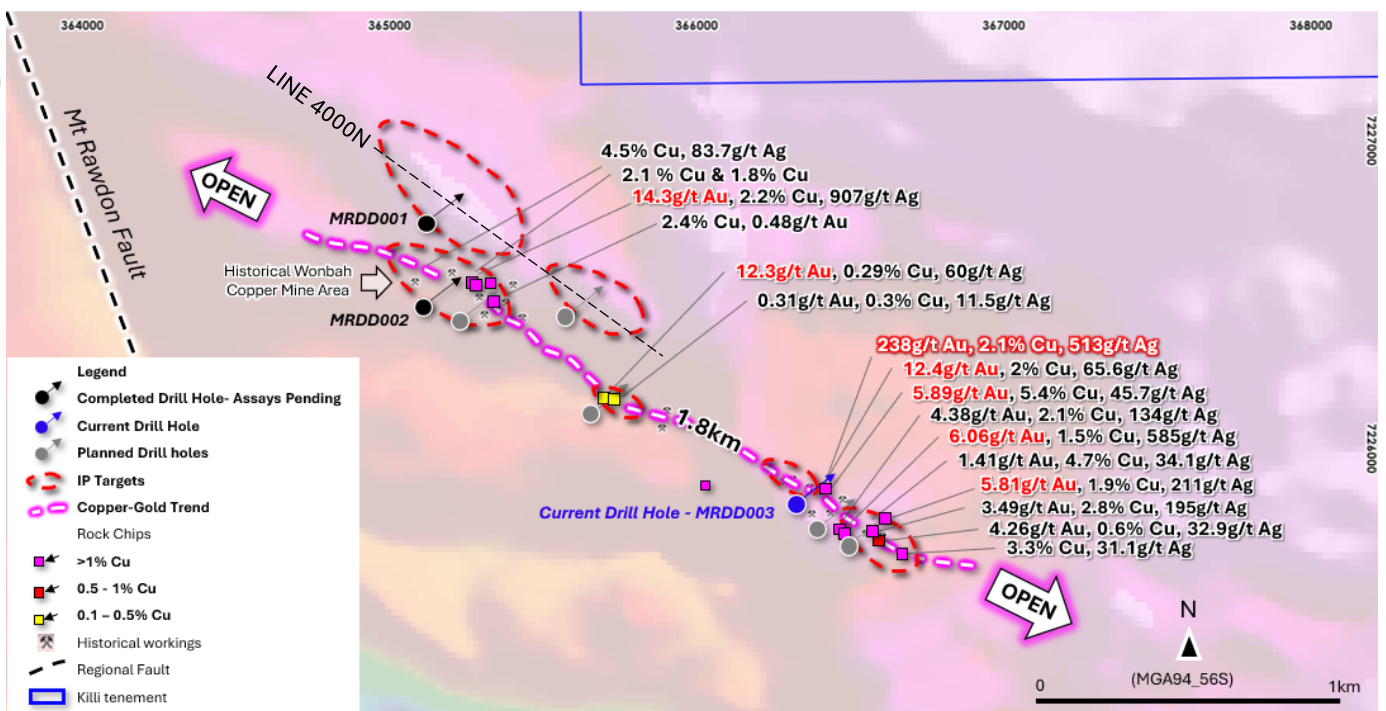 364000
365000
366000
367000
368000
7227000
7226000
LINE 4000N
Mt Rawdon Fault
OPEN
4.5% Cu, 83.7g/t Ag
2.1 % Cu & 1.8% Cu
14.3g/t Au, 2.2% Cu, 907g/t Ag
2.4% Cu, 0.48g/t Au
MRDD001
Historical Wonbah
Copper Mine Area
MRDD002
12.3g/t Au, 0.29% Cu, 60g/t Ag
0.31g/t Au, 0.3% Cu, 11.5g/t Ag
238g/t Au, 2.1% Cu, 513g/t Ag
12.4g/t Au, 2% Cu, 65.6g/t Ag
5.89g/t Au, 5.4% Cu, 45.7g/t Ag
4.38g/t Au, 2.1% Cu, 134g/t Ag
6.06g/t Au, 1.5% Cu, 585g/t Ag
1.41g/t Au, 4.7% Cu, 34.1g/t Ag
5.81g/t Au, 1.9% Cu, 211g/t Ag
3.49g/t Au, 2.8% Cu, 195g/t Ag
4.26g/t Au, 0.6% Cu, 32.9g/t Ag
3.3% Cu, 31.1g/t Ag
1.8km
Current Drill Hole - MRDD003
OPEN
Legend
Completed Drill Hole- Assays Pending
Current Drill Hole
Planned Drill holes
IP Targets
Copper-Gold Trend
Rock Chips
>1% Cu
0.5 - 1% Cu
0.1 – 0.5% Cu
Historical workings
Regional Fault
Killi tenement
N
(MGA94_56S)
0
1km